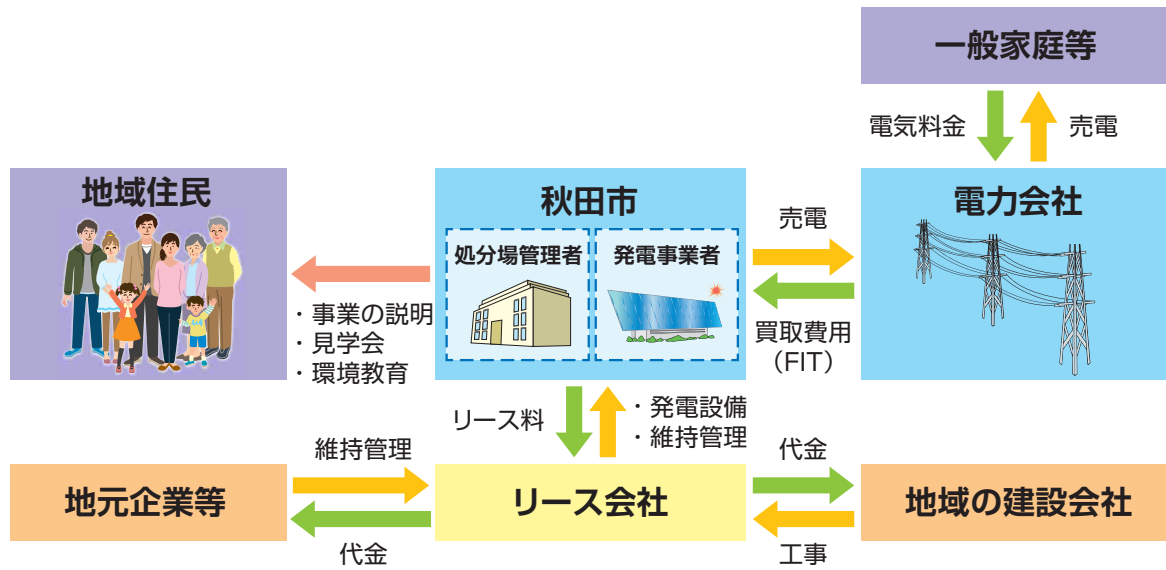 一般家庭等
電気料金
売電
地域住民
秋田市
処分場管理者
発電事業者
売電
買取費用
（FIT）
電力会社
・事業の説明
・見学会
・環境教育
リース料
・発電設備
・維持管理
地元企業等
維持管理
代金
リース会社
代金
工事
地域の建設会社